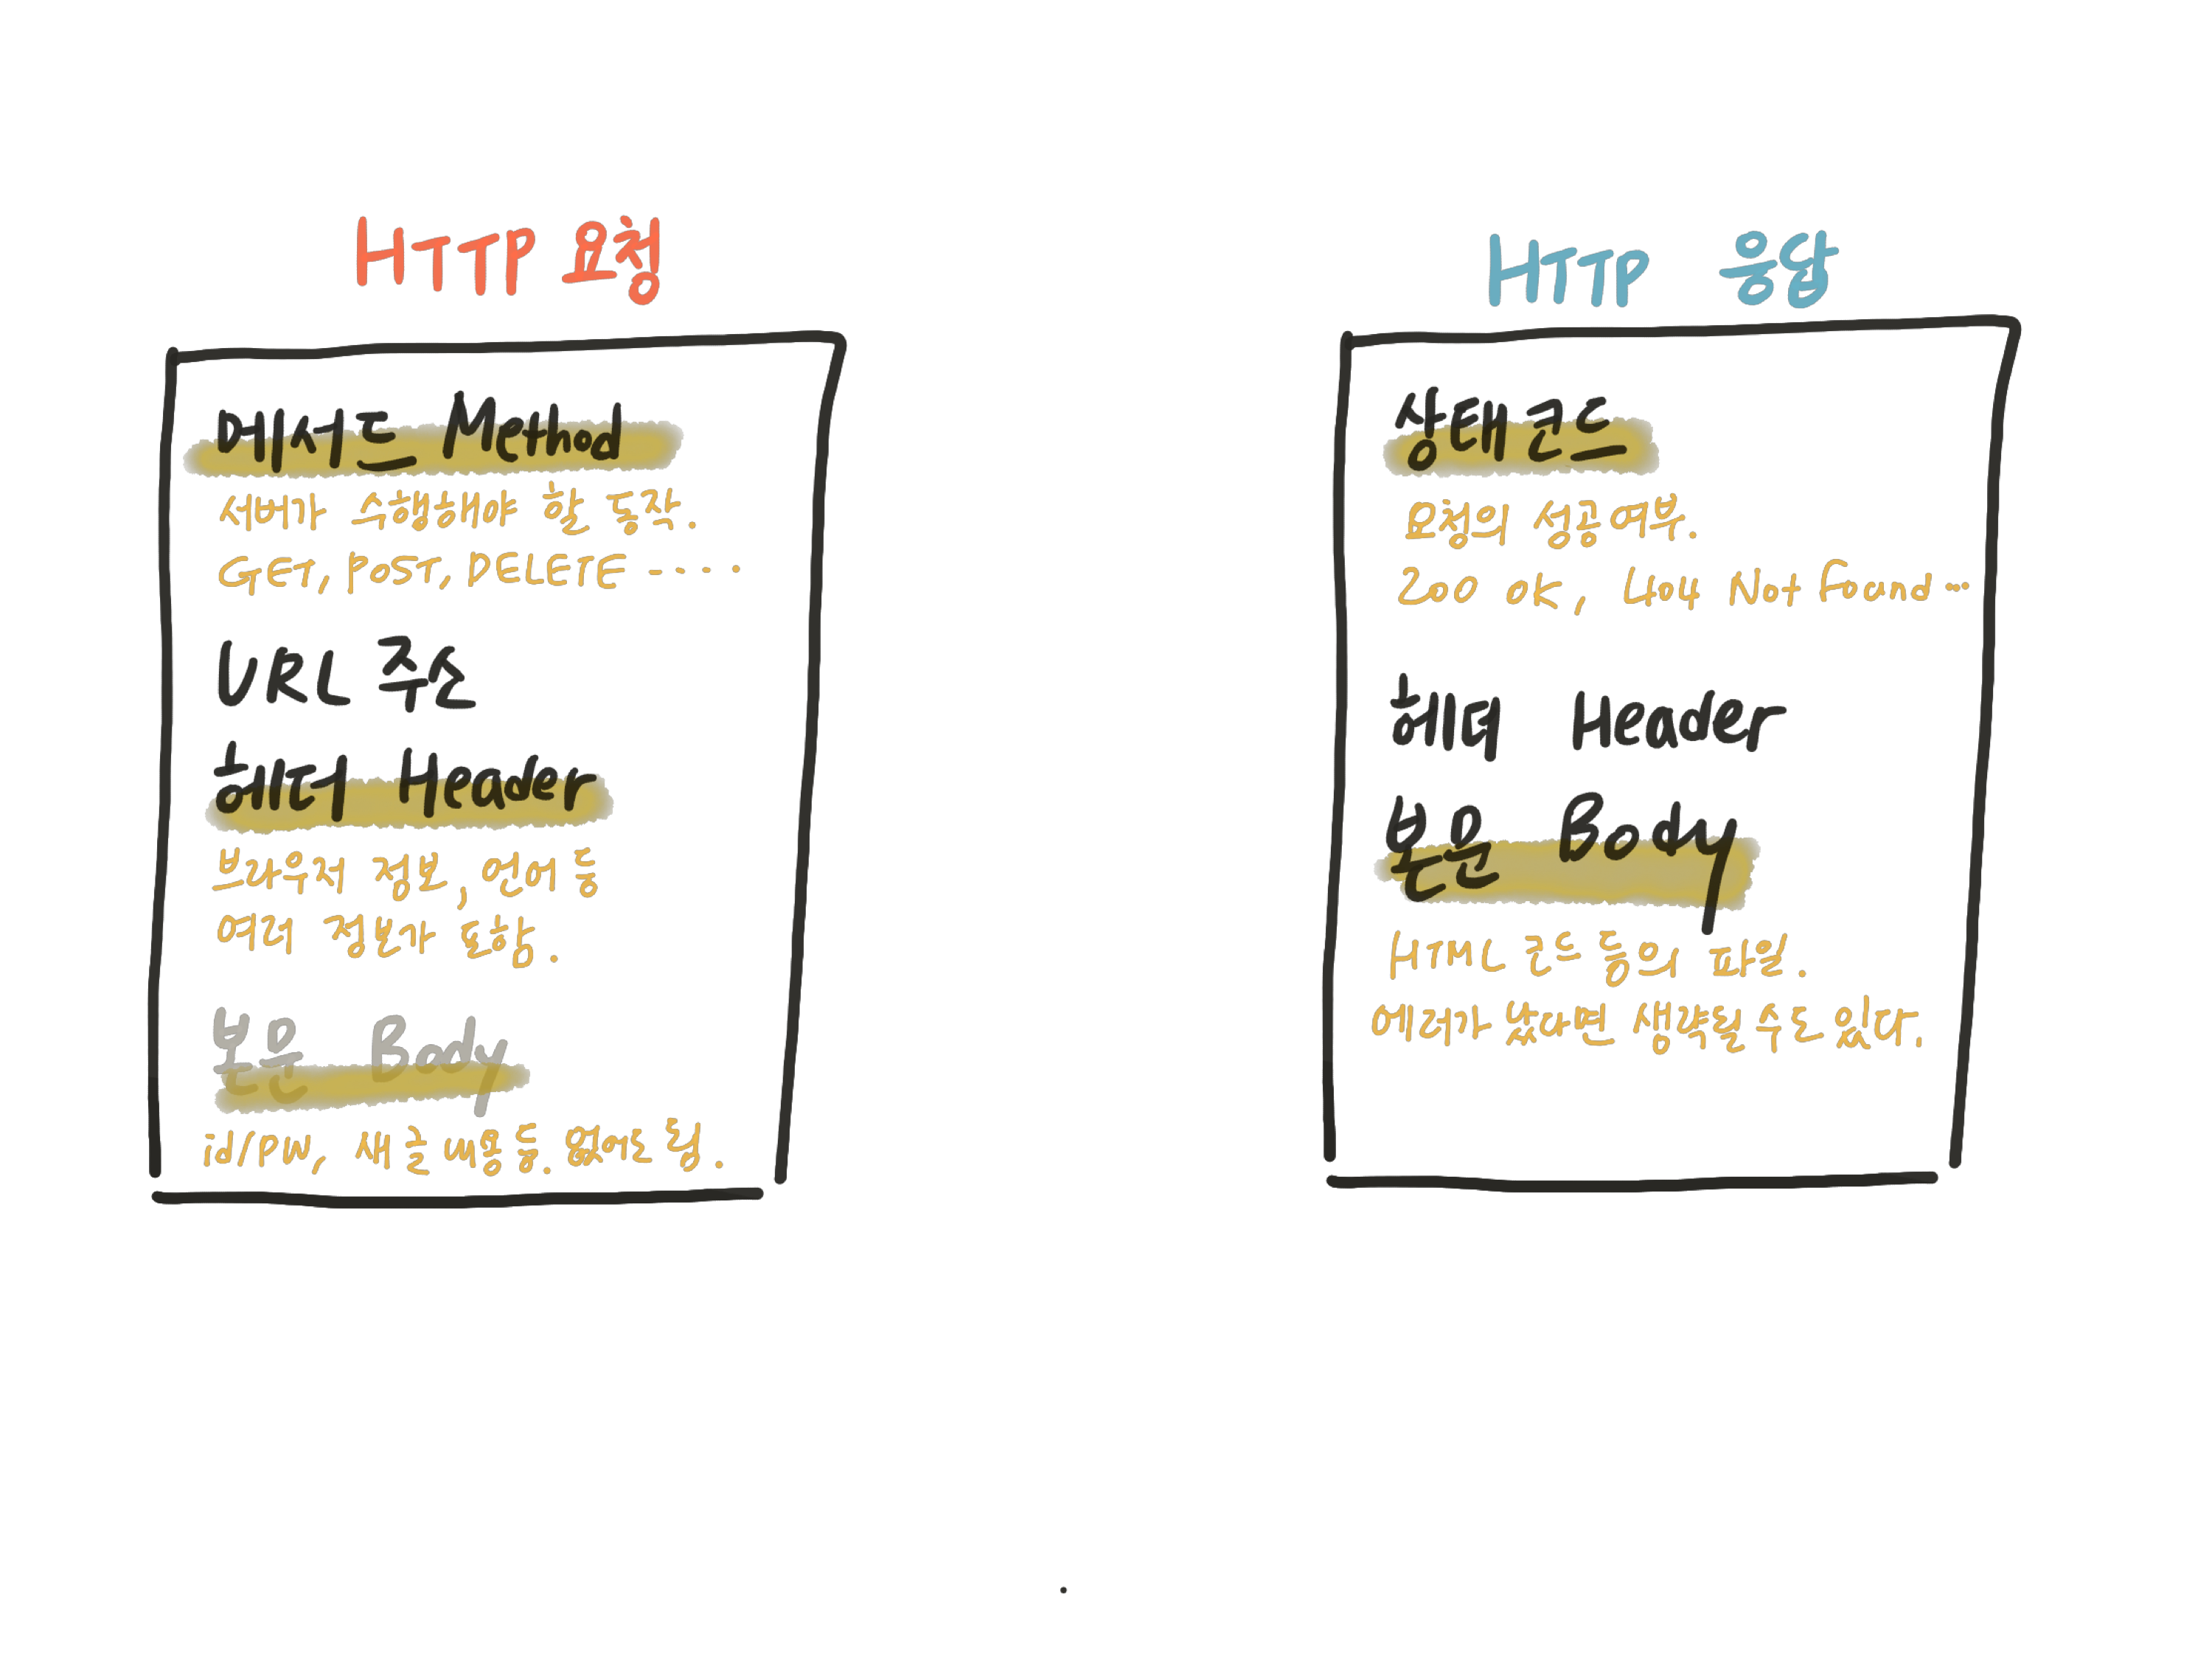 HTTP 요청
메서드 Method
서버가 수행해야 할 동작.
GET, POST, DELETE ‐‐‐‐
URL 주소
헤더 Header
브라우저 정보, 언어 등
여러 정보가 포함.
본문 Body
id/PW, 새 글 내용 등. 없어도 됨.
HTTP 응답
상태 코드
요청의 성공여부.
200 OK, 404 Not found...
헤더 Header
본문 Body
HTML 코드 등의 파일.
에러가 났다면 생략될 수도 있다.